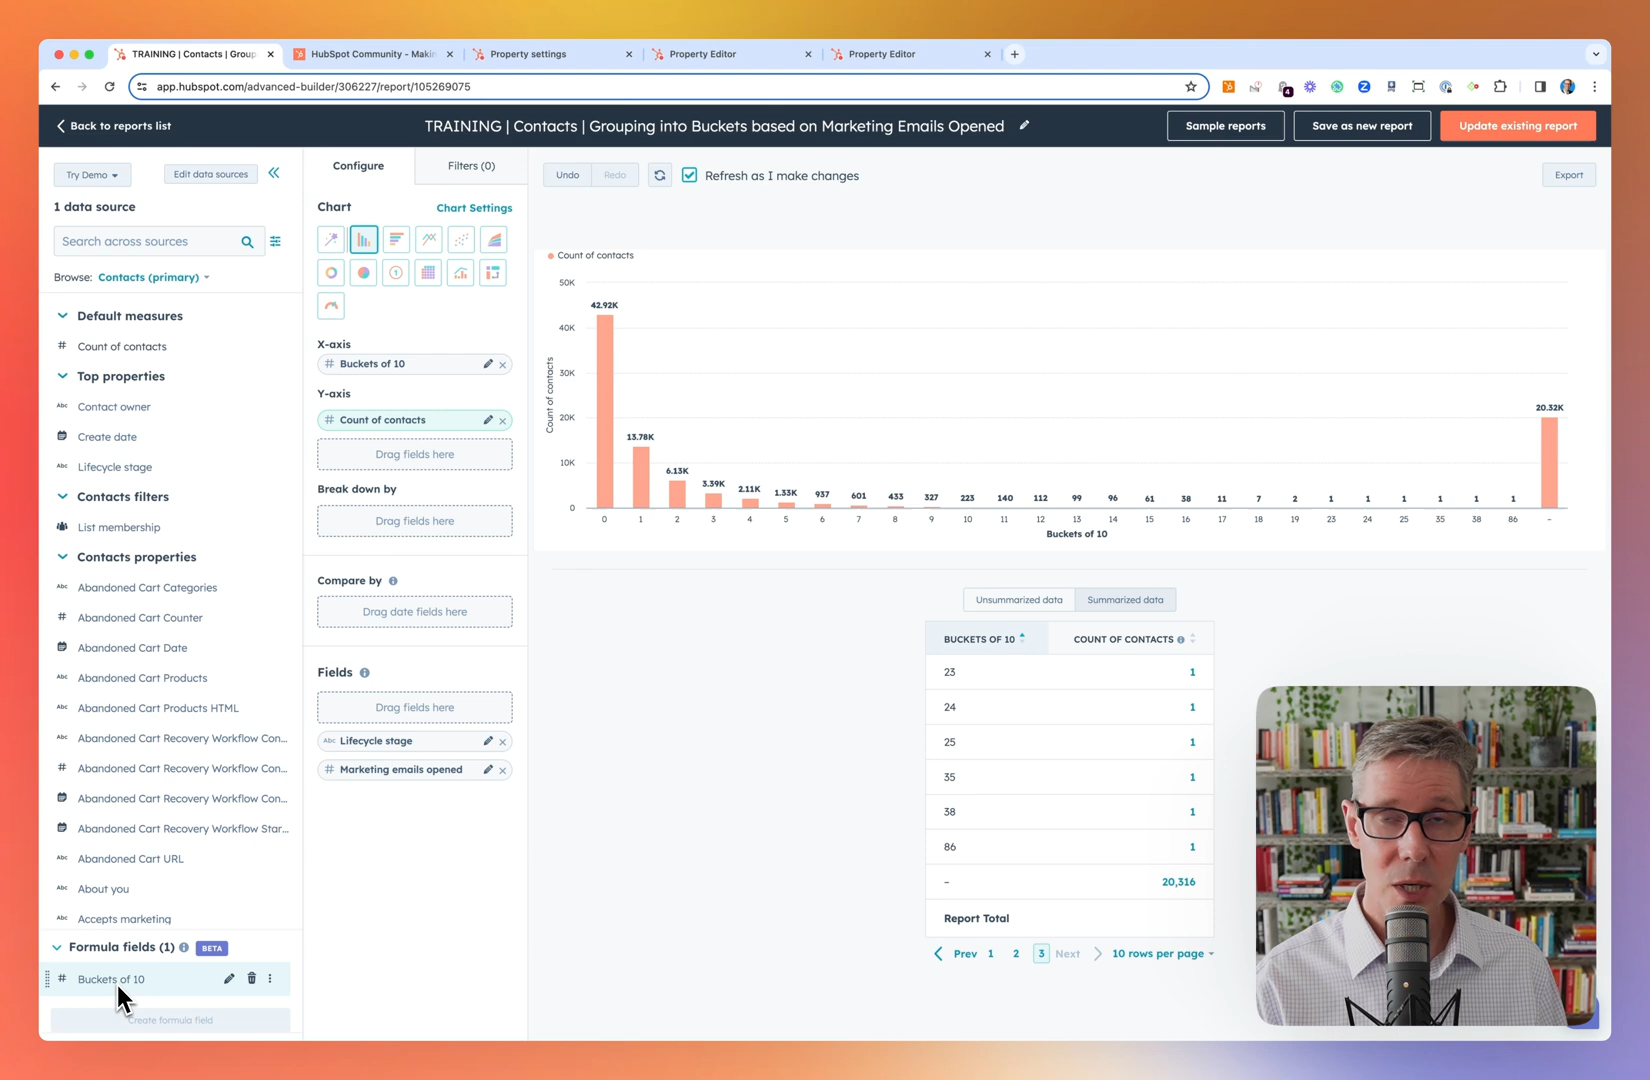 TRAINING | Contacts | Group
HubSpot Community - Makin
Property settings
Property Editor
Property Editor
app.hubspot.com/advanced-builder/306227/report/105269075
4
Back to reports list
TRAINING | Contacts | Grouping into Buckets based on Marketing Emails Opened
Sample reports
Save as new report
Update existing report
Try Demo
Edit data sources
1 data source
Search across sources
Browse: Contacts (primary)
Default measures
# Count of contacts
Top properties
Abc Contact owner
Create date
Abc Lifecycle stage
Contacts filters
List membership
Contacts properties
Abc Abandoned Cart Categories
# Abandoned Cart Counter
Abandoned Cart Date
Abc Abandoned Cart Products
Abc Abandoned Cart Products HTML
Abc Abandoned Cart Recovery Workflow Con...
# Abandoned Cart Recovery Workflow Con...
Abandoned Cart Recovery Workflow Con...
Abandoned Cart Recovery Workflow Star...
Abc Abandoned Cart URL
Abc About you
Abc Accepts marketing
Formula fields (1) BETA
# Buckets of 10
Create formula field
Configure
Filters (0)
Chart
Chart Settings
X-axis
# Buckets of 10
Y-axis
# Count of contacts
Drag fields here
Break down by
Drag fields here
Compare by
Drag date fields here
Fields
Drag fields here
Abc Lifecycle stage
# Marketing emails opened
Undo
Redo
Refresh as I make changes
Export
Count of contacts
50K
40K
30K
20K
10K
0
Count of contacts
42.92K
13.78K
6.13K
3.39K
2.11K
1.33K
937
601
433
327
223
140
112
99
96
61
38
11
7
2
1
1
1
1
1
1
20.32K
0 1 2 3 4 5 6 7 8 9 10 11 12 13 14 15 16 17 18 19 23 24 25 35 38 86 -
Buckets of 10
Unsummarized data
Summarized data
BUCKETS OF 10 COUNT OF CONTACTS
23 1
24 1
25 1
35 1
38 1
86 1
- 20,316
Report Total
Prev 1 2 3 Next 10 rows per page